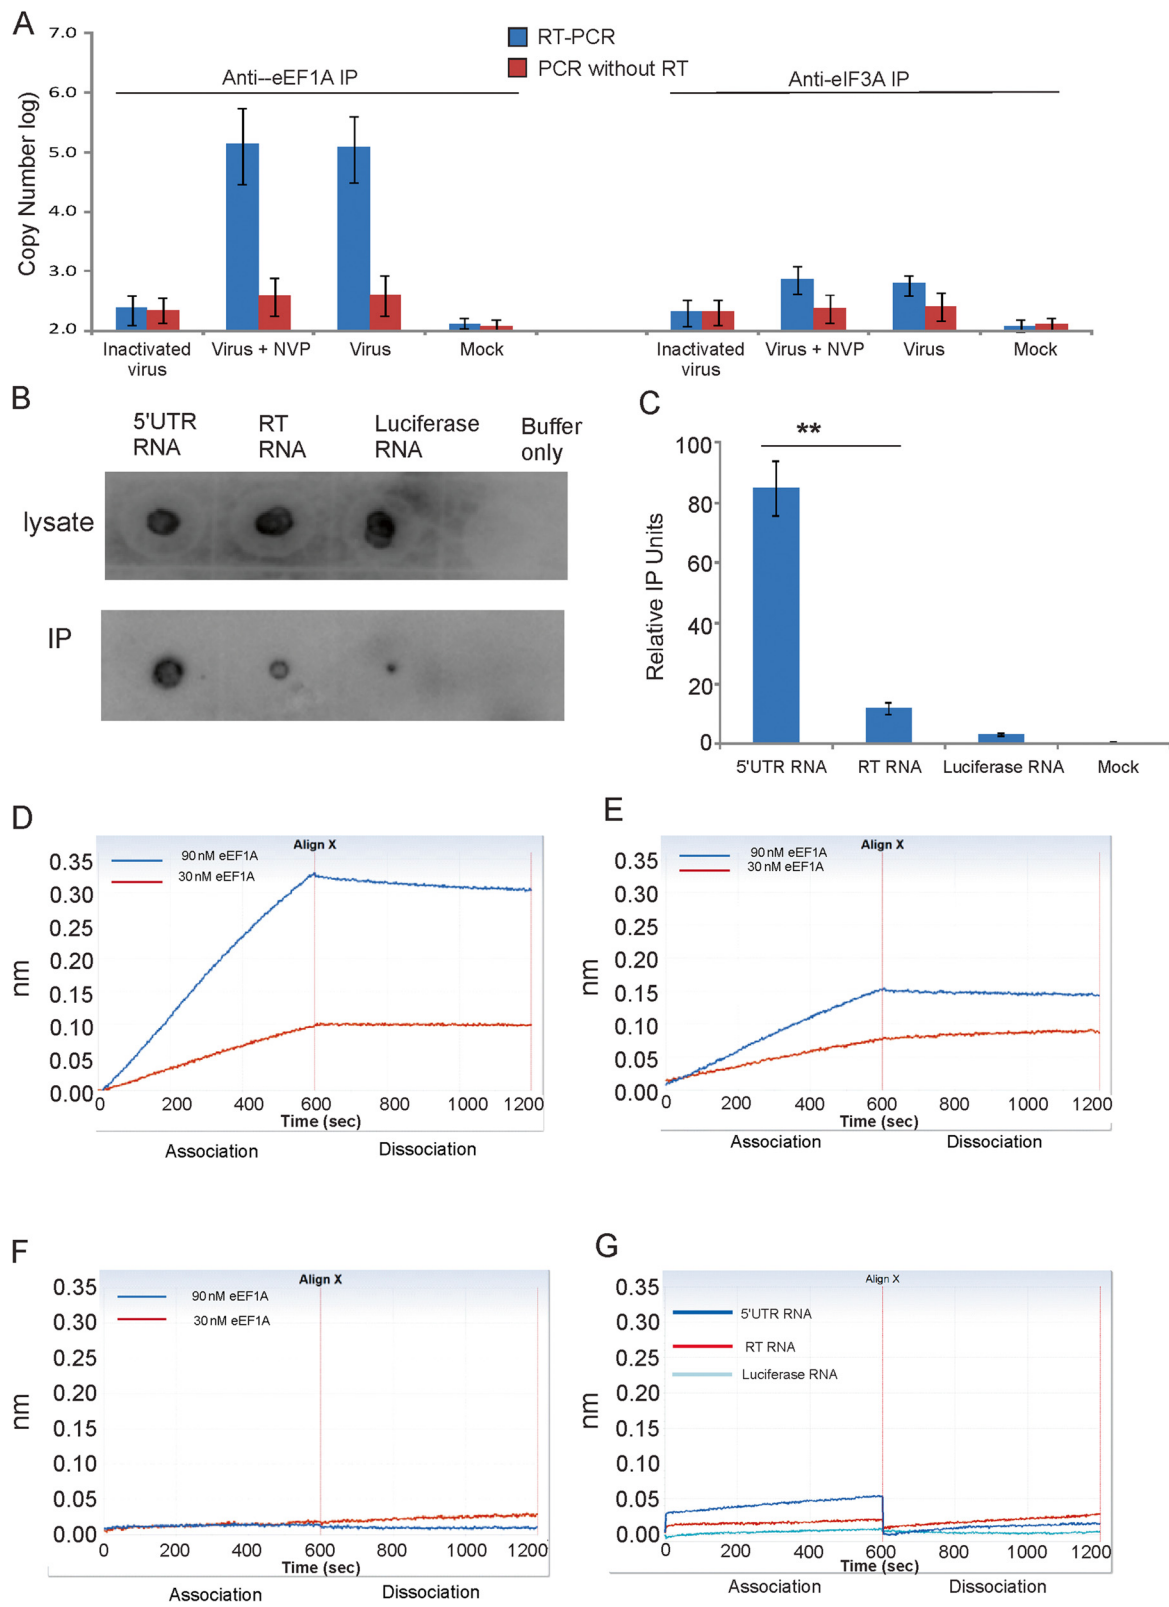 A
7.0
6.0
5.0
4.0
3.0
2.0
Copy Number log)
RT-PCR
PCR without RT
Anti--eEF1A IP
Anti-eIF3A IP
Inactivated virus
Virus + NVP
Virus
Mock
Inactivated virus
Virus + NVP
Virus
Mock
B
5'UTR RNA
RT RNA
Luciferase RNA
Buffer only
lysate
IP
C
100
80
60
40
20
0
Relative IP Units
**
5'UTR RNA
RT RNA
Luciferase RNA
Mock
D
Align X
90 nM eEF1A
30 nM eEF1A
0.35
0.30
0.25
0.20
0.15
0.10
0.05
0.00
nm
0 200 400 600 800 1000 1200
Time (sec)
Association
Dissociation
E
Align X
90 nM eEF1A
30 nM eEF1A
0.35
0.30
0.25
0.20
0.15
0.10
0.05
0.00
nm
0 200 400 600 800 1000 1200
Time (sec)
Association
Dissociation
F
Align X
90 nM eEF1A
30 nM eEF1A
0.35
0.30
0.25
0.20
0.15
0.10
0.05
0.00
nm
0 200 400 600 800 1000 1200
Time (sec)
Association
Dissociation
G
Align X
5'UTR RNA
RT RNA
Luciferase RNA
0.35
0.30
0.25
0.20
0.15
0.10
0.05
0.00
nm
0 200 400 600 800 1000 1200
Time (sec)
Association
Dissociation